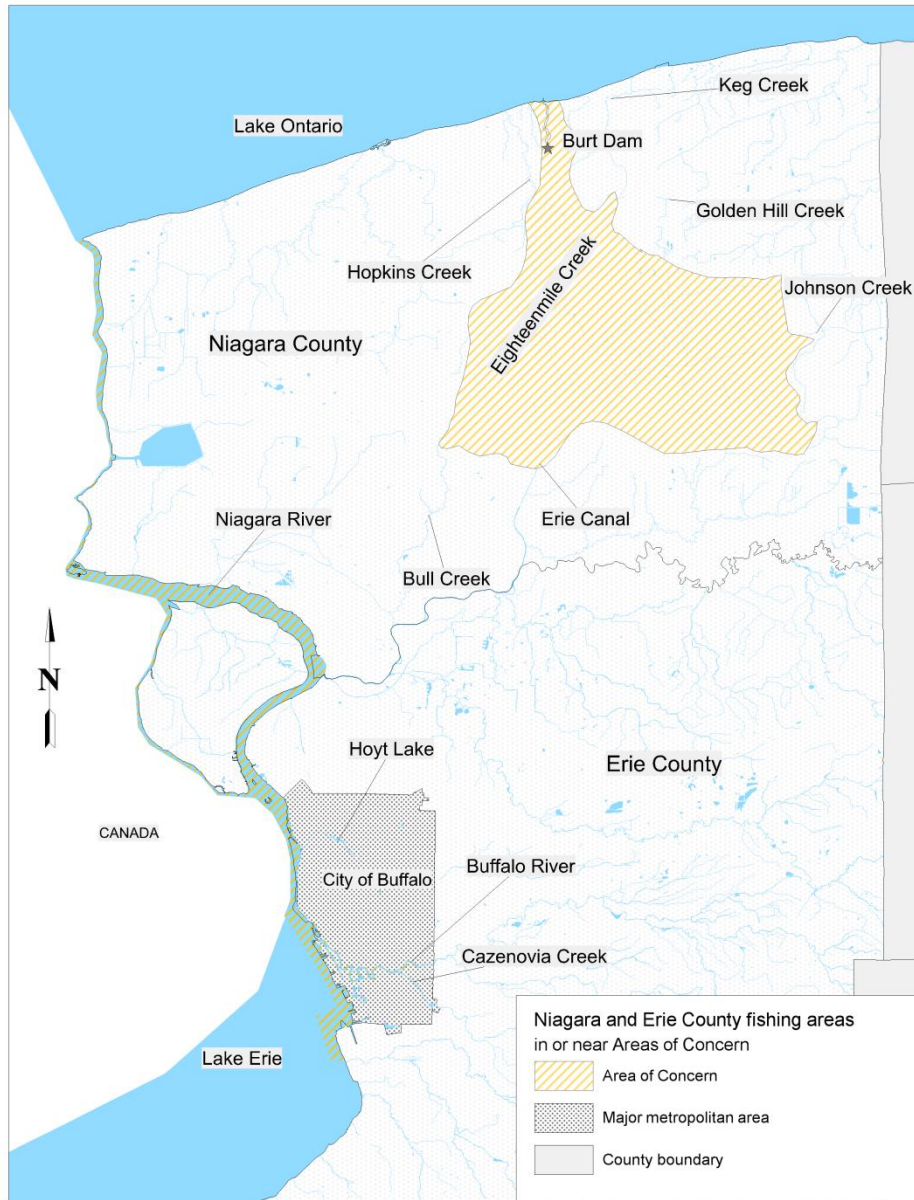 Keg Creek
Lake Ontario
Burt Dam
Golden Hill Creek
Hopkins Creek
Eighteenmile Creek
Johnson Creek
Niagara County
Niagara River
Erie Canal
Bull Creek
N
Hoyt Lake
Erie County
CANADA
City of Buffalo
Buffalo River
Cazenovia Creek
Lake Erie
Niagara and Erie County fishing areas
in or near Areas of Concern
Area of Concern
Major metropolitan area
County boundary